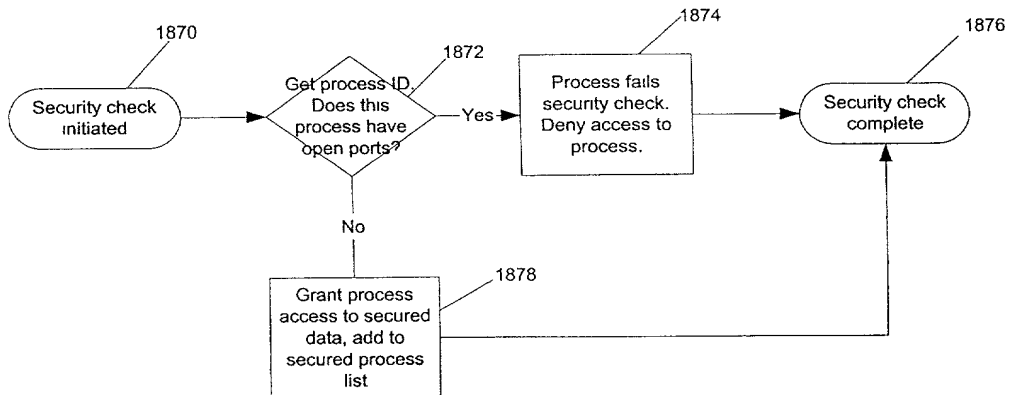 1870
1872
1874
1876
Security check
initiated
Get process ID.
Does this
process have
open ports?
Yes
Process fails
security check.
Deny access to
process.
Security check
complete
No
1878
Grant process
access to secured
data, add to
secured process
list